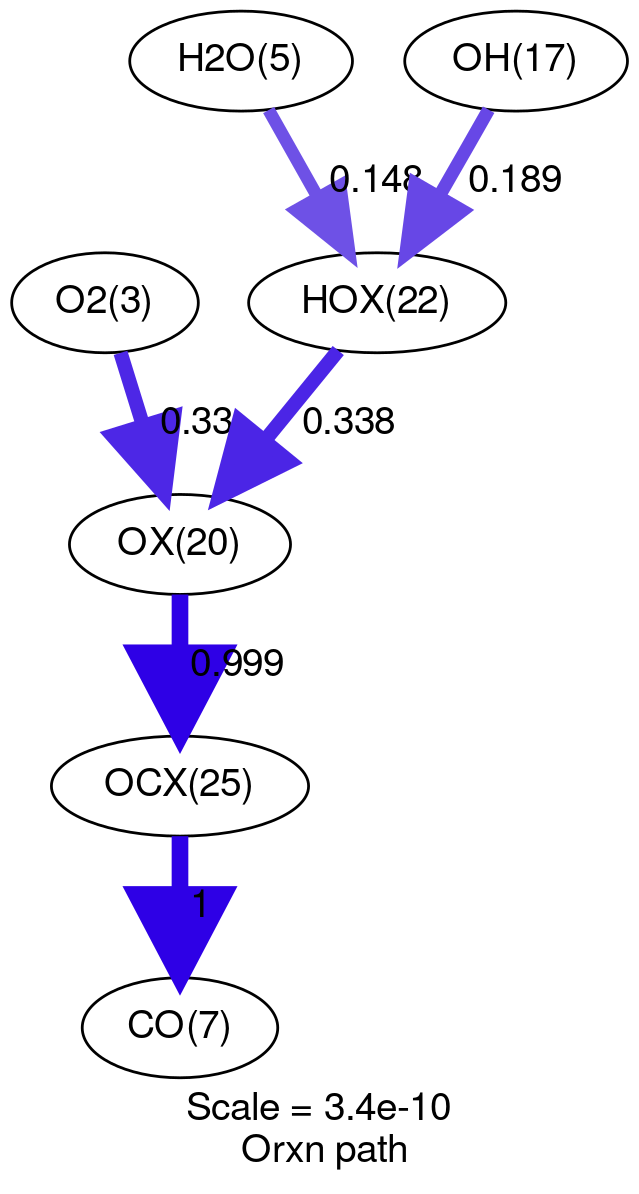 H2O(5)
OH(17)
0.148
0.189
O2(3)
HOX(22)
0.33
0.338
OX(20)
0.999
OCX(25)
1
CO(7)
Scale = 3.4e-10
Orxn path